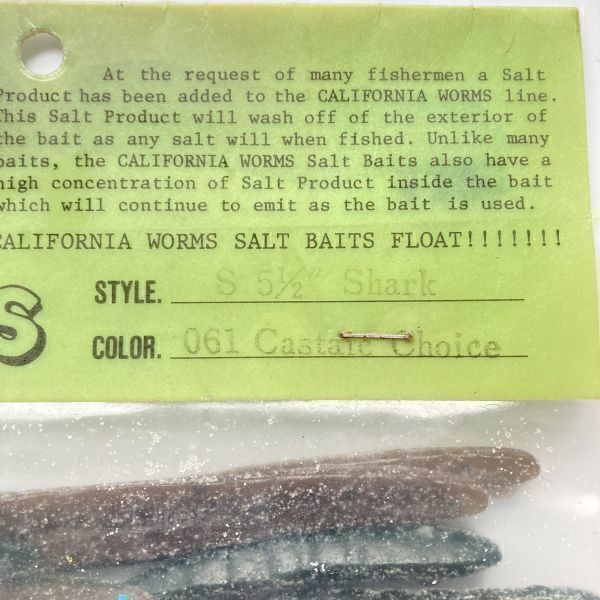 At the request of many fishermen a Salt
Product has been added to the CALIFORNIA WORMS line.
This Salt Product will wash off of the exterior of
the bait as any salt will when fished. Unlike many
baits, the CALIFORNIA WORMS Salt Baits also have a
high concentration of Salt Product inside the bait
which will continue to emit as the bait is used.
CALIFORNIA WORMS SALT BAITS FLOAT!!!!!!!
S
STYLE. S 5½" Shark
COLOR. 061 Castaic Choice